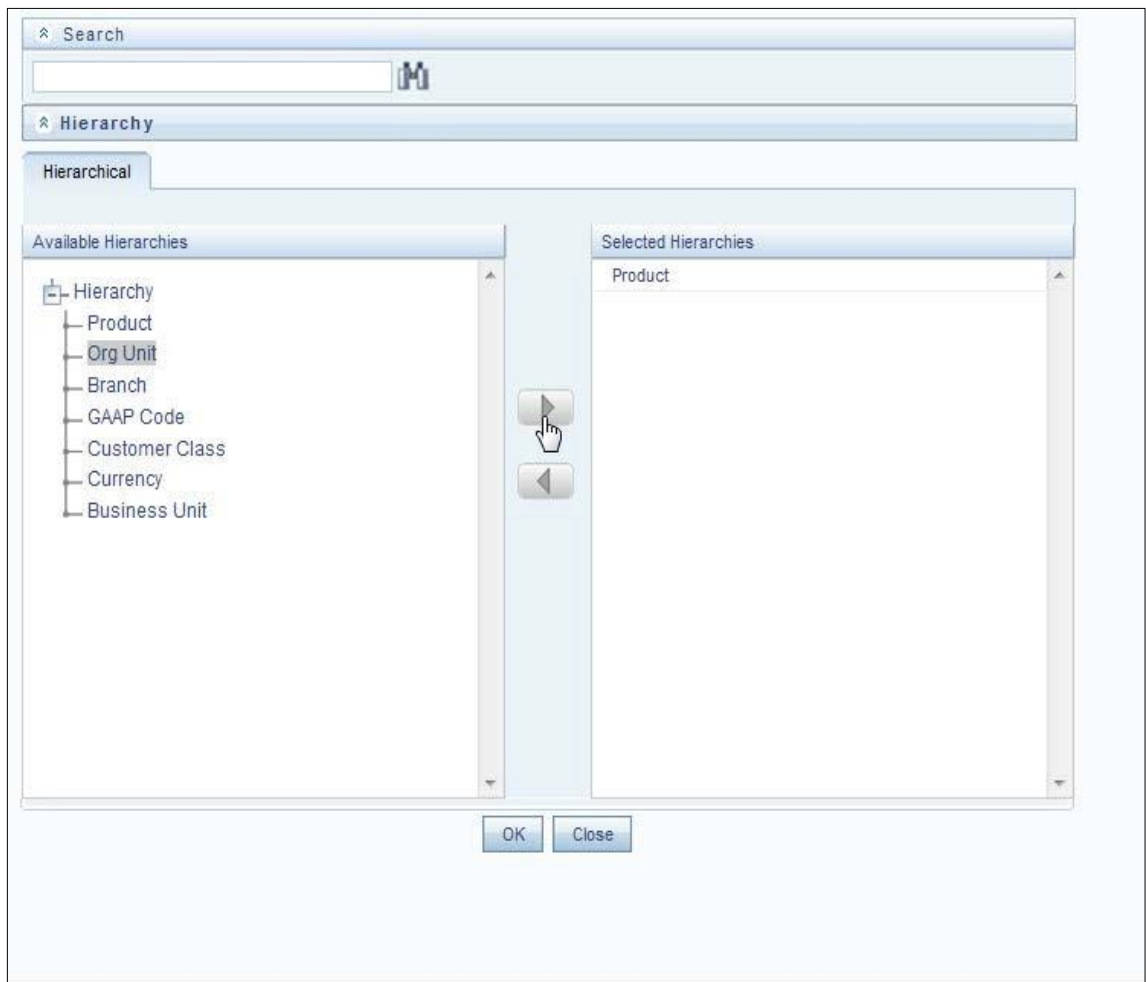 Search
Hierarchy
Hierarchical
Available Hierarchies
Hierarchy
Product
Org Unit
Branch
GAAP Code
Customer Class
Currency
Business Unit
Selected Hierarchies
Product
OK
Close